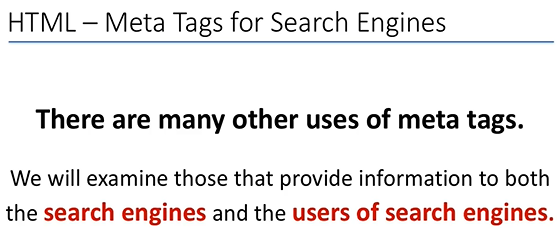 HTML – Meta Tags for Search Engines
There are many other uses of meta tags.
We will examine those that provide information to both
the search engines and the users of search engines.